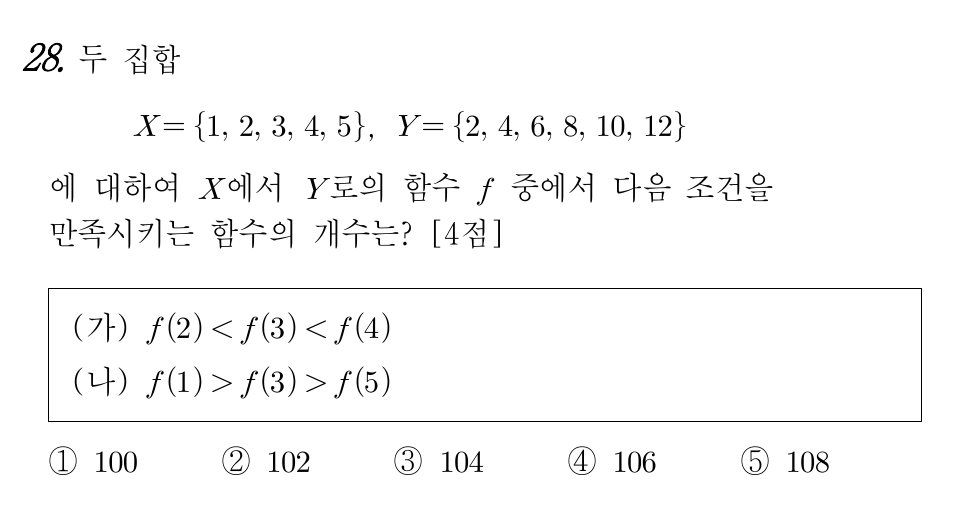 28. 두 집합
X={1, 2, 3, 4, 5}, Y={2, 4, 6, 8, 10, 12}
에 대하여 X에서 Y로의 함수 f 중에서 다음 조건을
만족시키는 함수의 개수는? [4점]
(가) f(2)<f(3)<f(4)
(나) f(1)>f(3)>f(5)
① 100 ② 102 ③ 104 ④ 106 ⑤ 108